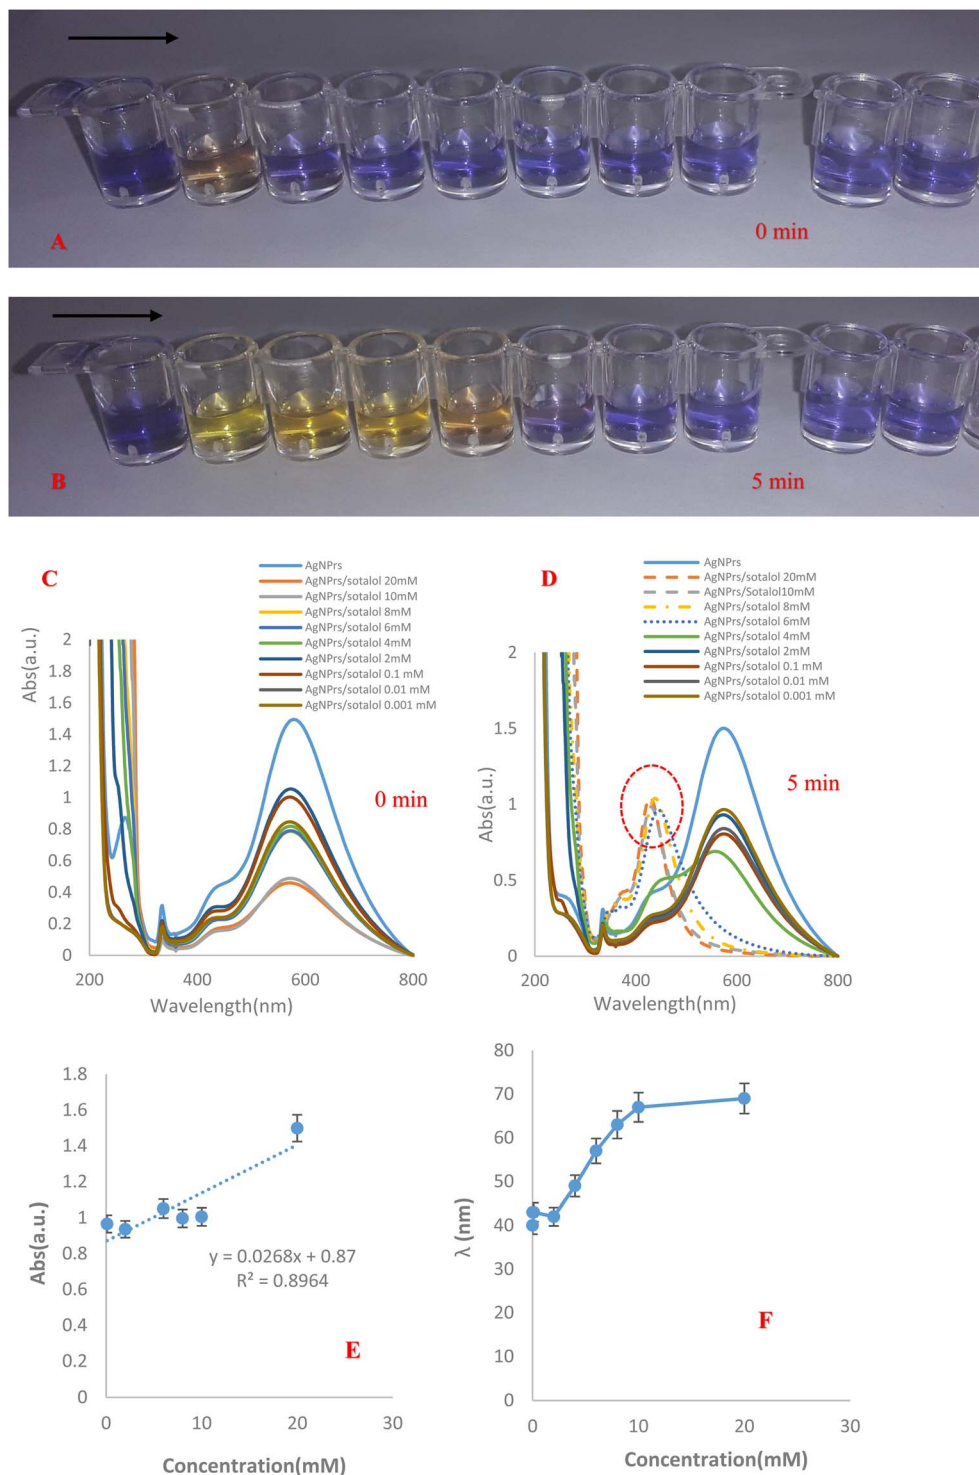 A
0 min
B
5 min
C
AgNPrs
AgNPrs/sotalol 20mM
AgNPrs/sotalol 10mM
AgNPrs/sotalol 8mM
AgNPrs/sotalol 6mM
AgNPrs/sotalol 4mM
AgNPrs/sotalol 2mM
AgNPrs/sotalol 0.1 mM
AgNPrs/sotalol 0.01 mM
AgNPrs/sotalol 0.001 mM
Abs(a.u.)
2
1.8
1.6
1.4
1.2
1
0.8
0.6
0.4
0.2
0
0 min
200 400 600 800
Wavelength(nm)
D
AgNPrs
AgNPrs/sotalol 20mM
AgNPrs/Sotalol10mM
AgNPrs/sotalol 8mM
AgNPrs/sotalol 6mM
AgNPrs/sotalol 4mM
AgNPrs/sotalol 2mM
AgNPrs/sotalol 0.1 mM
AgNPrs/sotalol 0.01 mM
AgNPrs/sotalol 0.001 mM
Abs(a.u.)
2
1.5
1
0.5
0
5 min
200 400 600 800
Wavelength(nm)
Abs(a.u.)
1.8
1.6
1.4
1.2
1
0.8
0.6
0.4
0.2
0
y = 0.0268x + 0.87
R² = 0.8964
E
0 10 20 30
Concentration(mM)
λ (nm)
80
70
60
50
40
30
20
10
0
F
0 10 20 30
Concentration(mM)